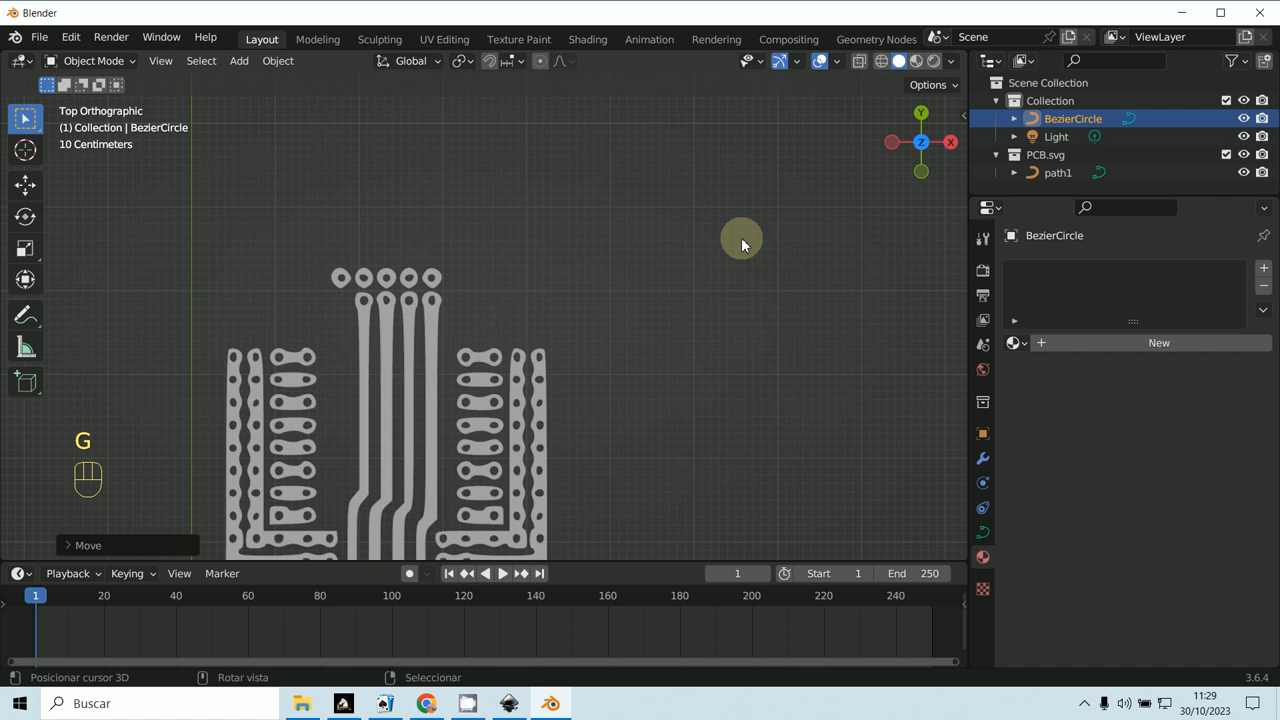 Blender
File Edit Render Window Help Layout Modeling Sculpting UV Editing Texture Paint Shading Animation Rendering Compositing Geometry Nodes Scene ViewLayer
Object Mode View Select Add Object Global
Options
Top Orthographic
(1) Collection | BezierCircle
10 Centimeters
Y
Z
X
Scene Collection
Collection
BezierCircle
Light
PCB.svg
path1
BezierCircle
New
G
Move
Playback Keying View Marker 1 Start 1 End 250
1 20 40 60 80 100 120 140 160 180 200 220 240
Posicionar cursor 3D Rotar vista Seleccionar 3.6.4
Buscar
11:29
30/10/2023